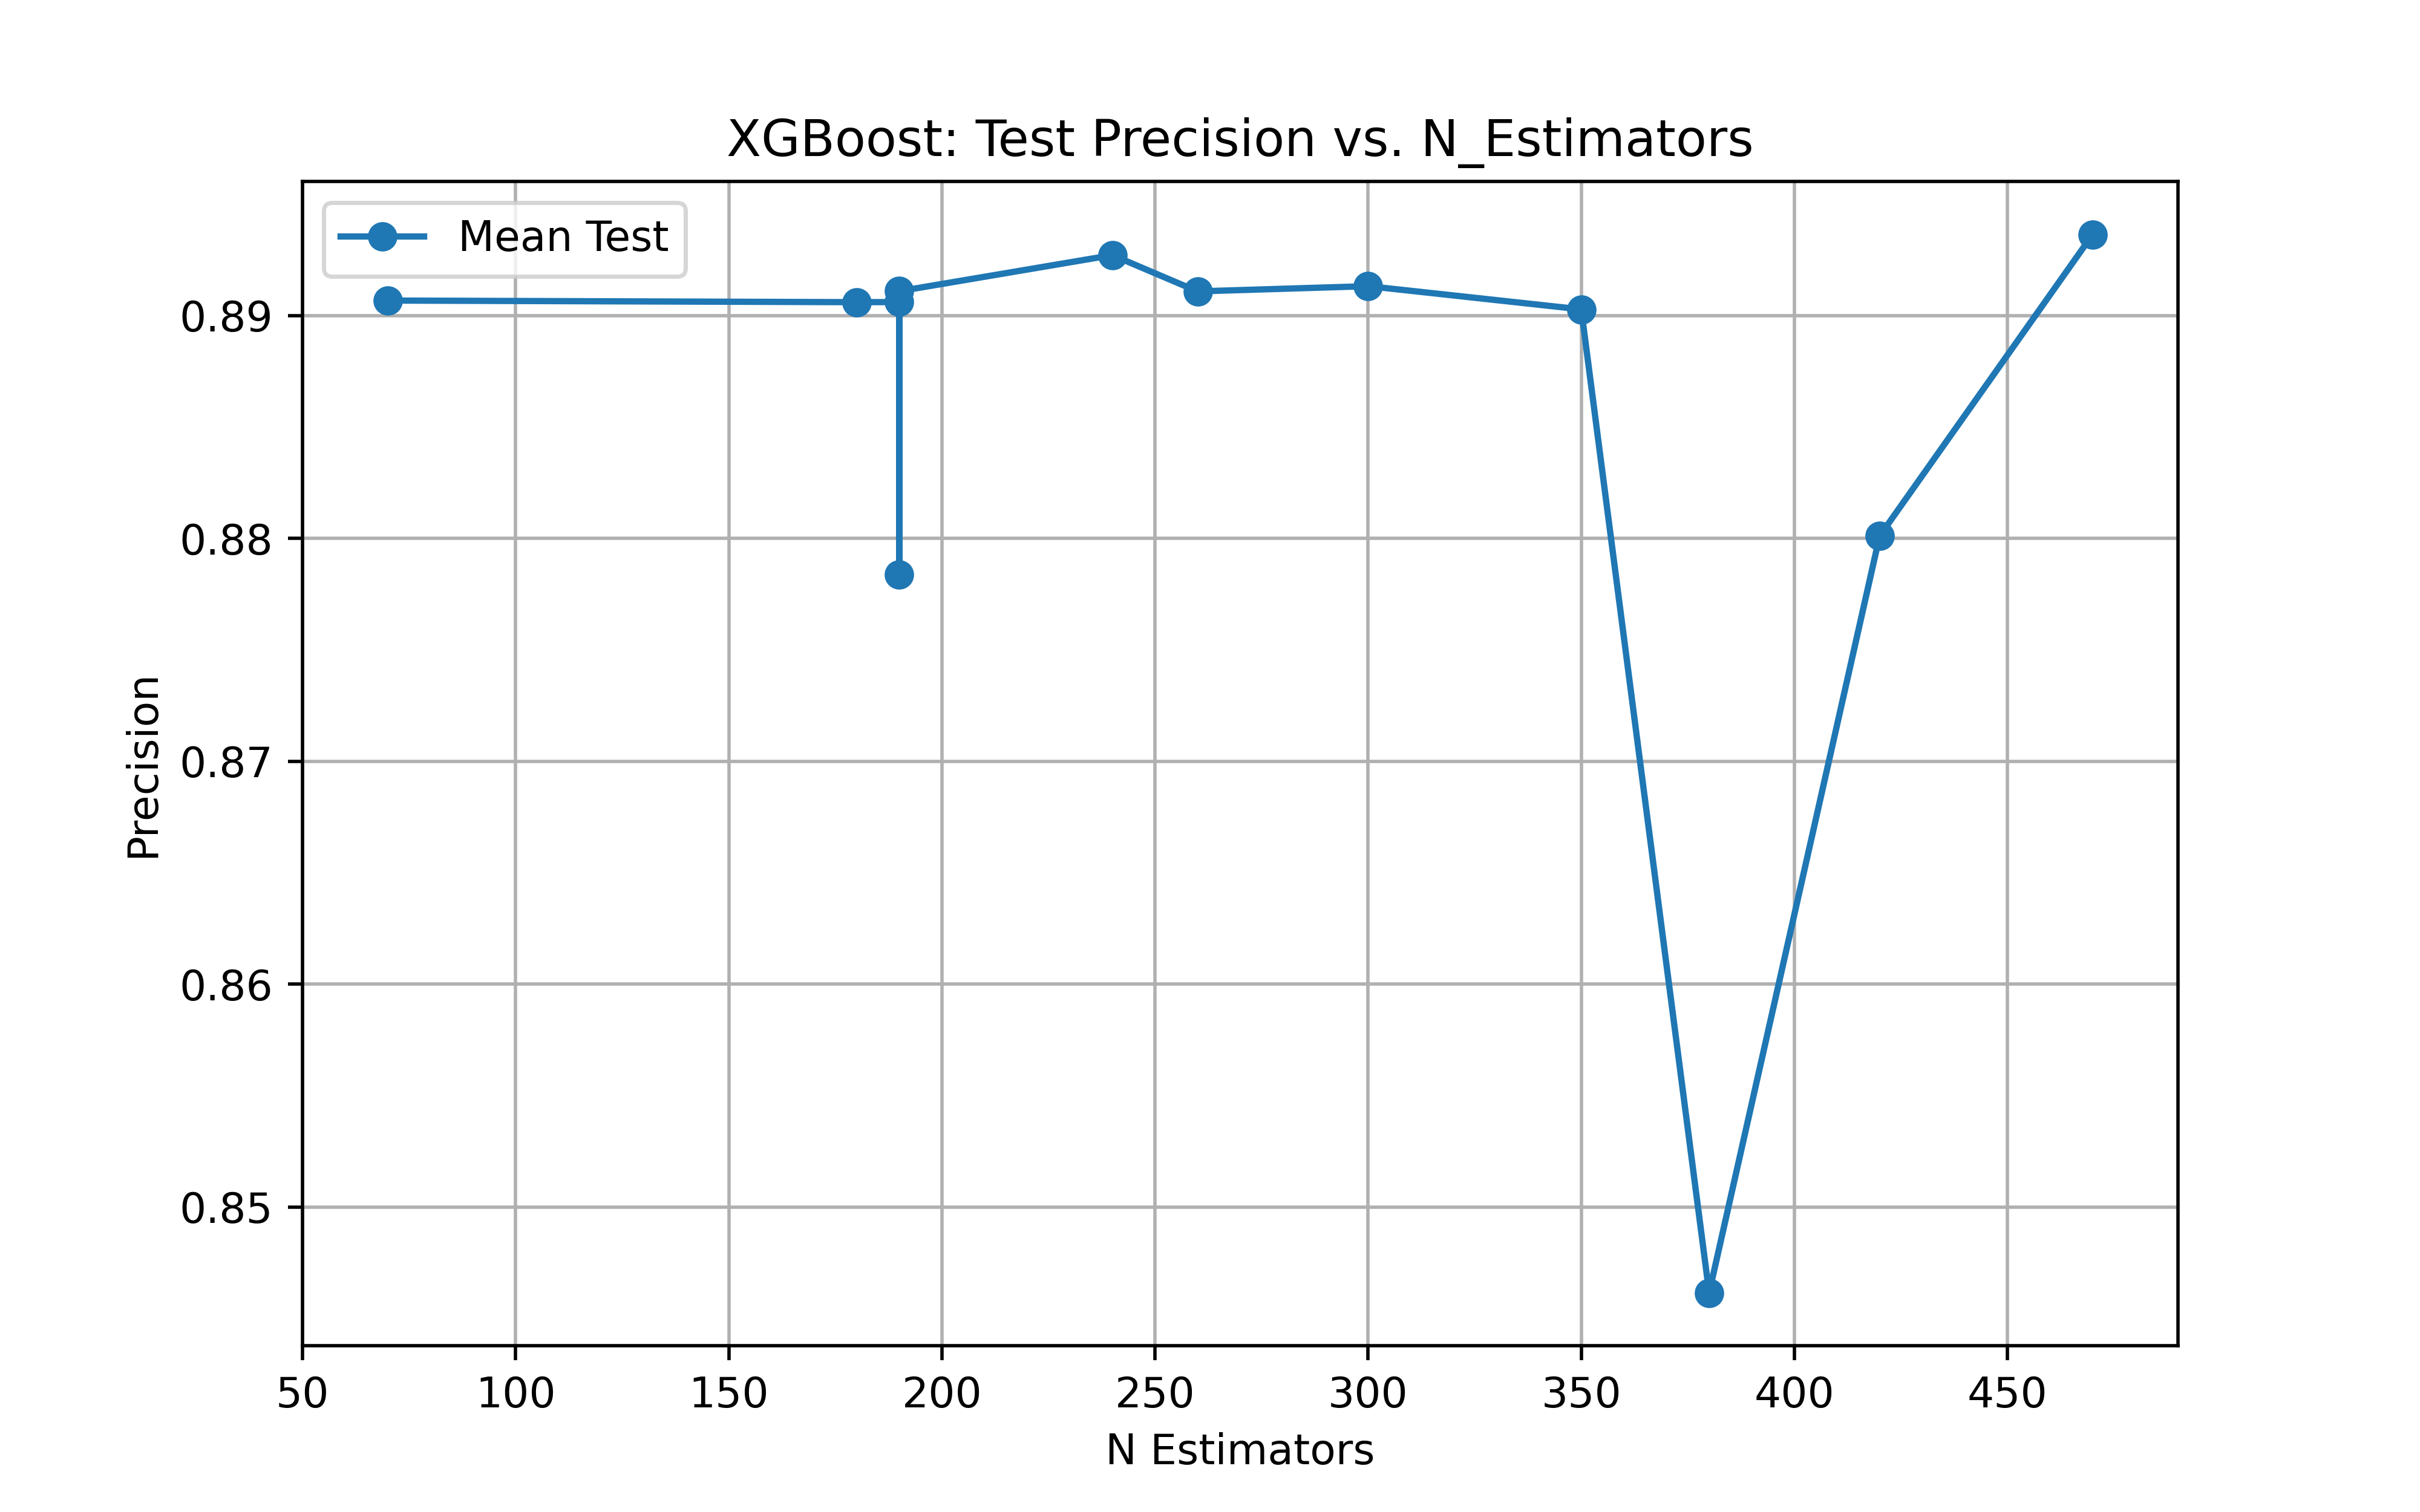 XGBoost: Test Precision vs. N_Estimators
Mean Test
0.89
0.88
0.87
0.86
0.85
Precision
50 100 150 200 250 300 350 400 450
N Estimators